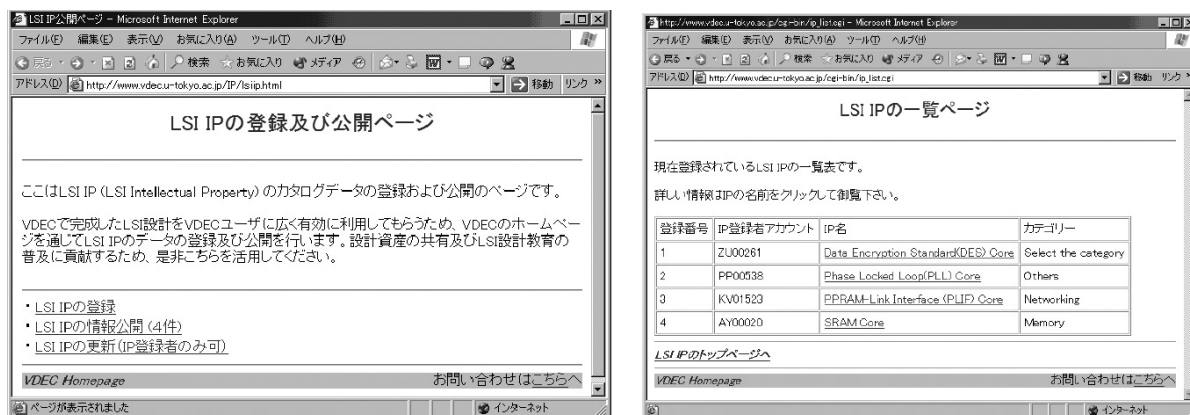 LSI IP公開ページ - Microsoft Internet Explorer
ファイル(F) 編集(E) 表示(V) お気に入り(A) ツール(T) ヘルプ(H)
戻る 検索 お気に入り メディア
アドレス(D) http://www.vdec.u-tokyo.ac.jp/IP/lsiip.html 移動 リンク »
LSI IPの登録及び公開ページ
ここはLSI IP (LSI Intellectual Property) のカタログデータの登録および公開のページです。
VDECで完成したLSI設計をVDECユーザに広く有効に利用してもらうため、VDECのホームペー
ジを通じてLSI IPのデータの登録及び公開を行います。設計資産の共有及びLSI設計教育の
普及に貢献するため、是非こちらを活用してください。
・LSI IPの登録
・LSI IPの情報公開 (4件)
・LSI IPの更新(IP登録者のみ可)
VDEC Homepage お問い合わせはこちらへ
ページが表示されました インターネット
http://www.vdec.u-tokyo.ac.jp/cgi-bin/ip_list.cgi - Microsoft Internet Explorer
ファイル(F) 編集(E) 表示(V) お気に入り(A) ツール(T) ヘルプ(H)
戻る 検索 お気に入り メディア
アドレス(D) http://www.vdec.u-tokyo.ac.jp/cgi-bin/ip_list.cgi 移動 リンク »
LSI IPの一覧ページ
現在登録されているLSI IPの一覧表です。
詳しい情報はIPの名前をクリックして御覧下さい。
登録番号 IP登録者アカウント IP名 カテゴリー
1 ZU00261 Data Encryption Standard(DES) Core Select the category
2 PP00538 Phase Locked Loop(PLL) Core Others
3 KV01523 PPRAM-Link Interface (PLIF) Core Networking
4 AY00020 SRAM Core Memory
LSI IPのトップページへ
VDEC Homepage お問い合わせはこちらへ
インターネット